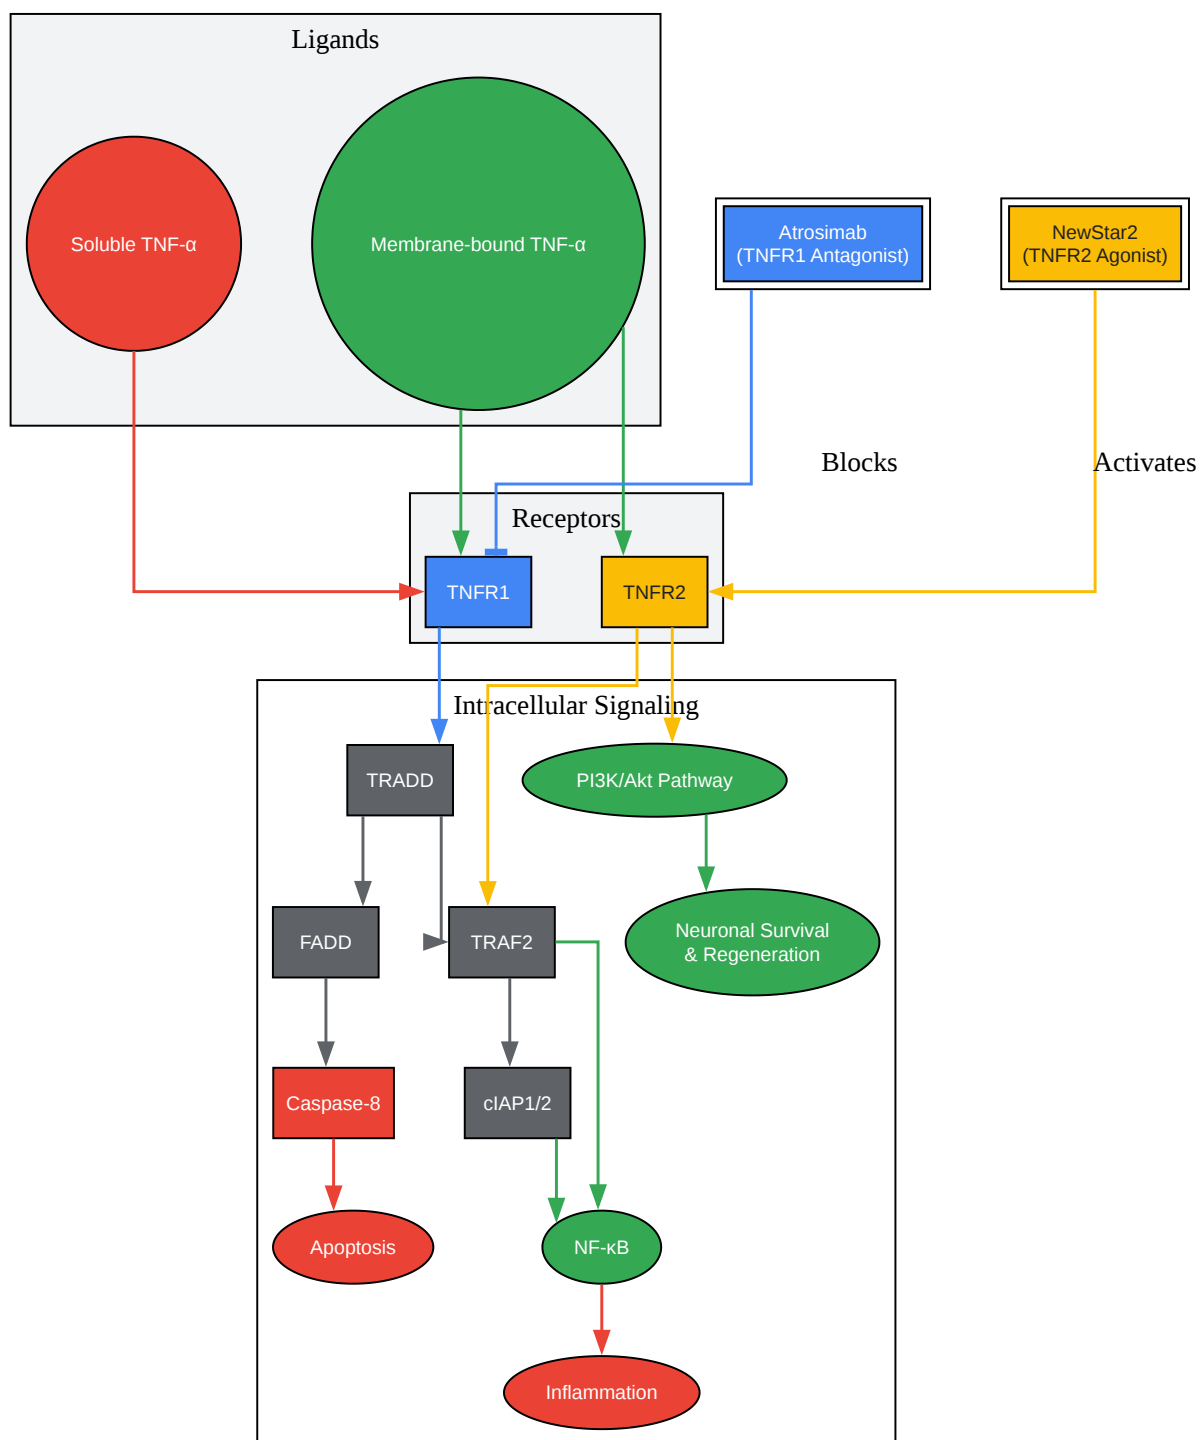 Ligands
Soluble TNF-α
Membrane-bound TNF-α
Atrosimab
(TNFR1 Antagonist)
NewStar2
(TNFR2 Agonist)
Blocks
Activates
Receptors
TNFR1
TNFR2
Intracellular Signaling
TRADD
PI3K/Akt Pathway
FADD
TRAF2
Neuronal Survival
& Regeneration
Caspase-8
cIAP1/2
Apoptosis
NF-κB
Inflammation